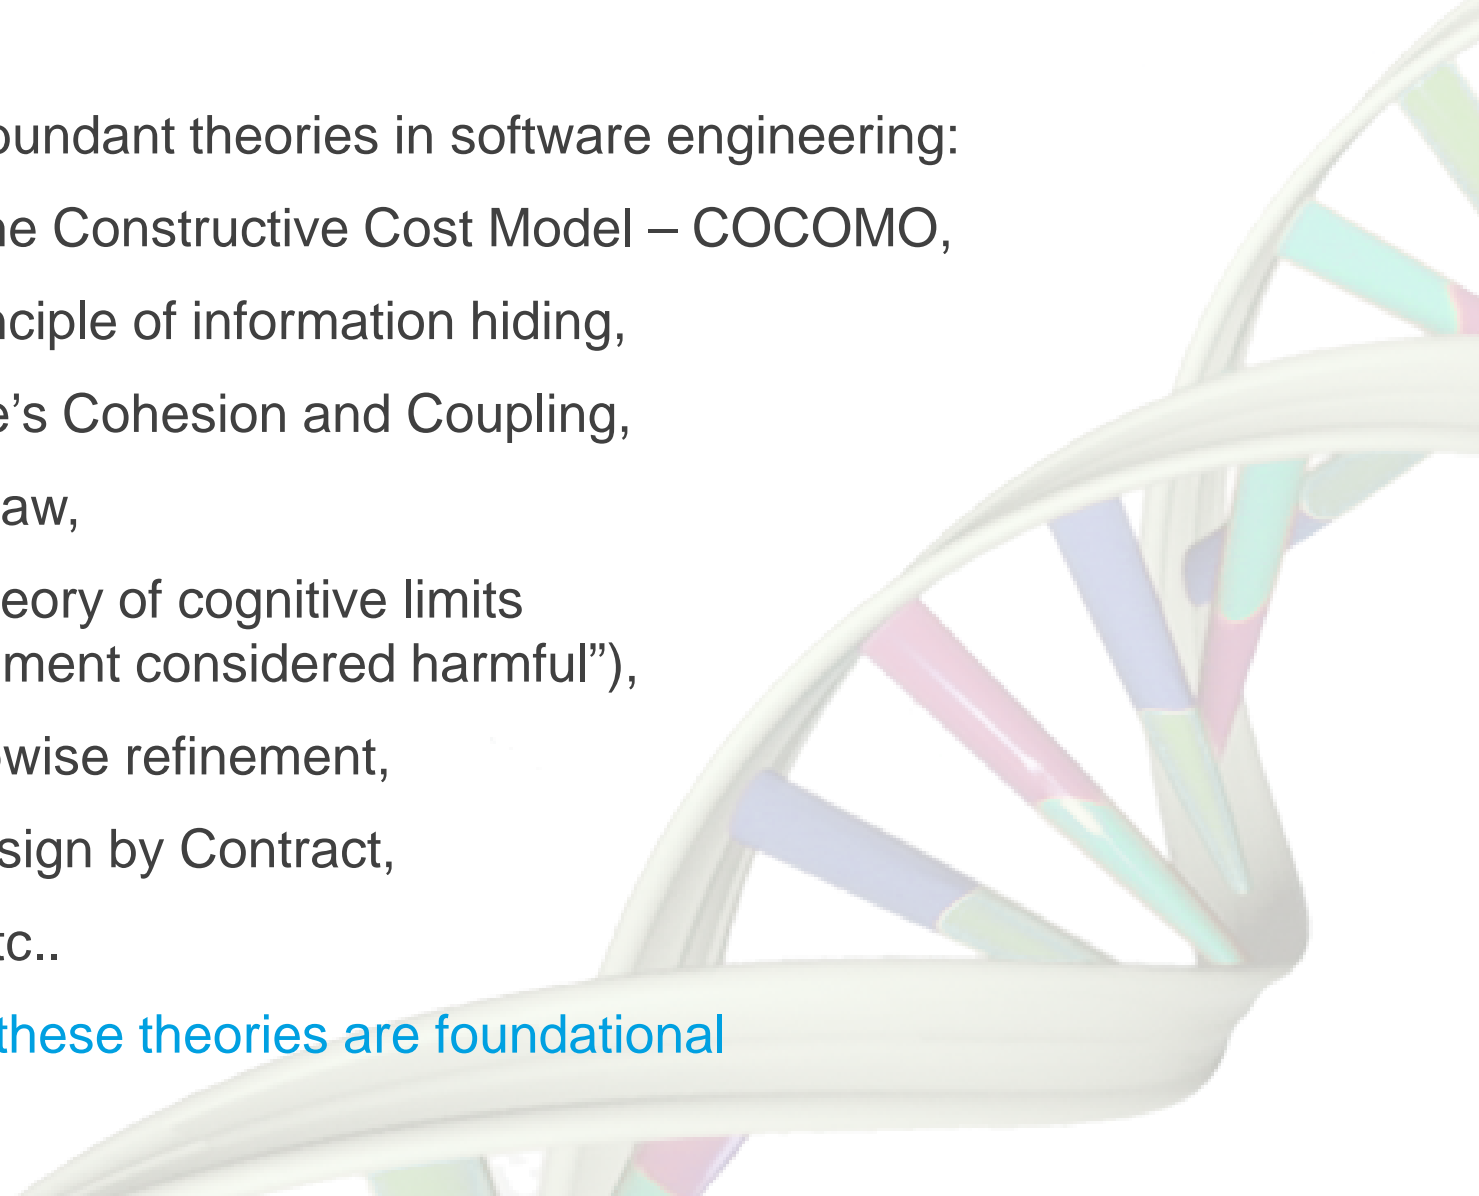 oundant theories in software engineering:
ne Constructive Cost Model – COCOMO,
nciple of information hiding,
e’s Cohesion and Coupling,
aw,
eory of cognitive limits
ment considered harmful”),
wise refinement,
sign by Contract,
tc..
these theories are foundational